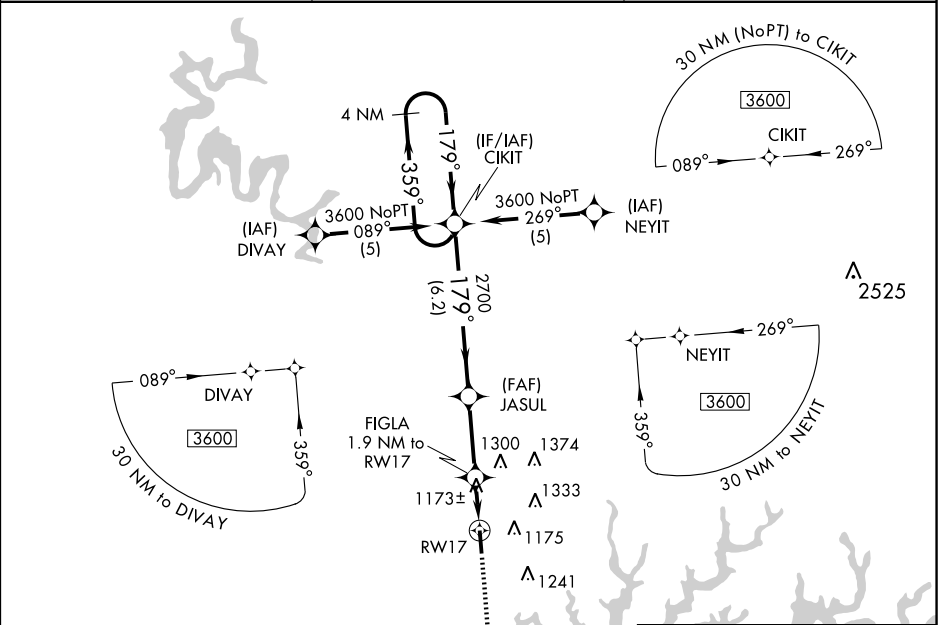 30 NM (NoPT) to CIKIT
3600
CIKIT
089°
269°
4 NM
179°
359°
(IF/IAF)
CIKIT
3600 NoPT
089°
(5)
(IAF)
DIVAY
3600 NoPT
269°
(5)
(IAF)
NEYIT
2525
2700
179°
(6.2)
269°
NEYIT
3600
359°
30 NM to NEYIT
089°
DIVAY
3600
359°
30 NM to DIVAY
(FAF)
JASUL
FIGLA
1.9 NM to
RW17
1300
1374
1173±
1333
1175
RW17
1241